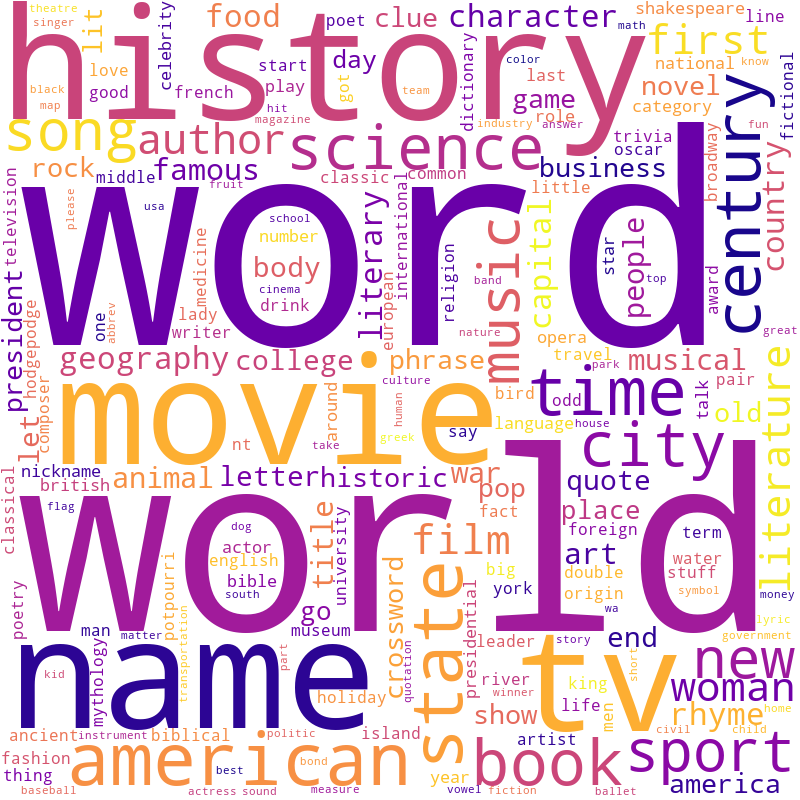 theatre
singer
history
food
poet
clue
character
shakespeare
line
lit
celebrity
start
day
color
math
first
love
good
black
map
french
play
got
last
team
dictionary
national
know
fictional
novel
hit
magazine
game
role
category
song
author
science
industry
answer
trivia
fun
oscar
broadway
rock
middle
famous
classic
common
business
century
country
television
please
usa
fruit
word
school
number
body
cinema
drink
literary
international
little
religion
music
capital
star
people
top
award
medicine
president
hodgepodge
one
abbrev
lady
writer
european
band
nature
opera
travel
great
geography
college
phrase
park
musical
let
composer
movie
culture
human
greek
around
bird
time
odd
house
talk
pair
old
language
say
city
nt
take
literature
nickname
british
animal
letter
historic
war
pop
quote
classical
flag
world
dog
actor
english
bible
south
title
university
film
fact
place
foreign
term
art
water
stuff
double
symbol
big
york
origin
wa
money
lyric
potpourri
crossword
go
museum
poetry
man
matter
mythology
transportation
state
leader
story
end
government
presidential
quotation
name
kid
part
holiday
river
winner
king
life
tv
short
men
new
woman
home
ancient
instrument
biblical
politic
island
show
artist
rhyme
civil
child
fashion
thing
american
best
bond
year
book
sport
america
baseball
actress
sound
measure
vowel
fiction
ballet